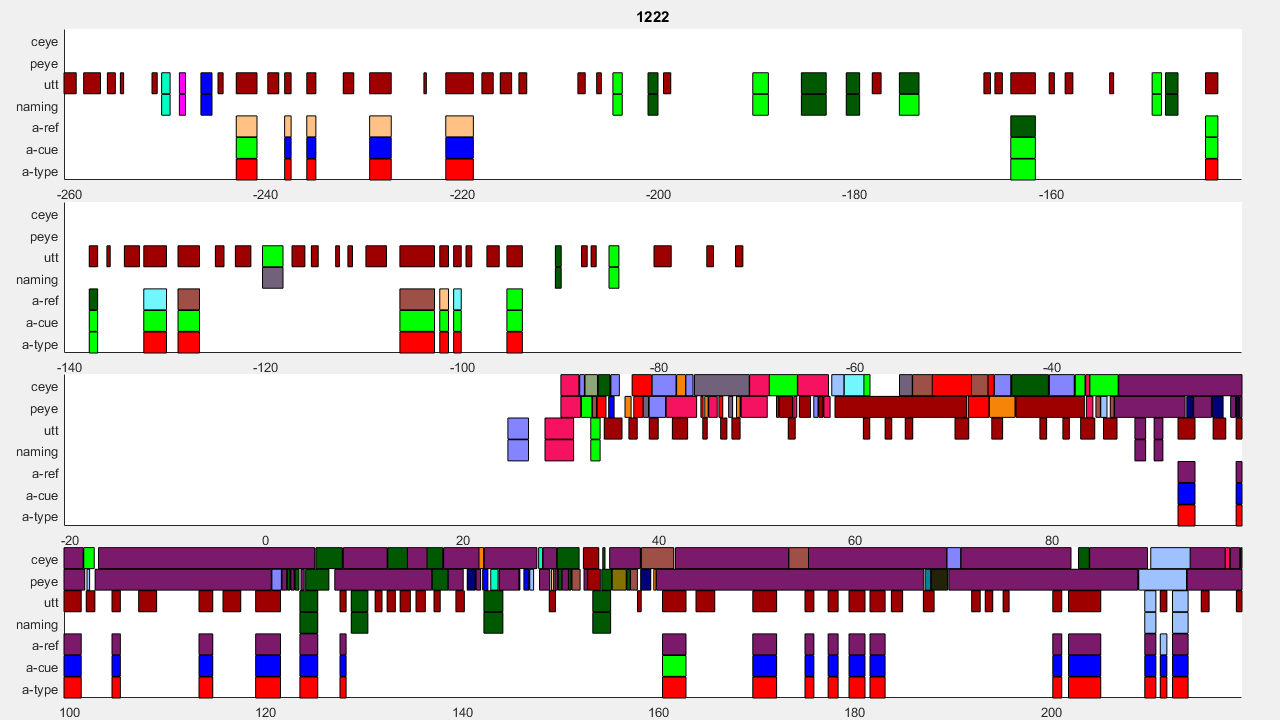 1222
ceye
peye
utt
naming
a-ref
a-cue
a-type
-260 -240 -220 -200 -180 -160
ceye
peye
utt
naming
a-ref
a-cue
a-type
-140 -120 -100 -80 -60 -40
ceye
peye
utt
naming
a-ref
a-cue
a-type
-20 0 20 40 60 80
ceye
peye
utt
naming
a-ref
a-cue
a-type
100 120 140 160 180 200